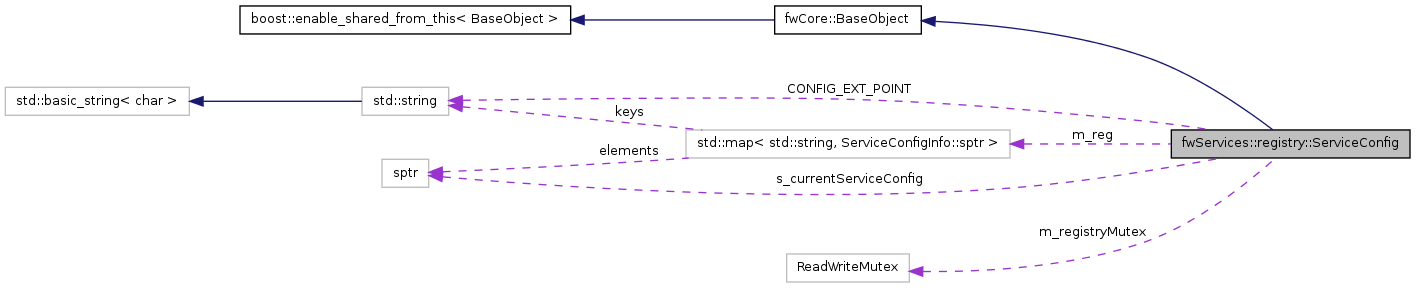 boost::enable_shared_from_this< BaseObject >
fwCore::BaseObject
std::basic_string< char >
std::string
CONFIG_EXT_POINT
keys
std::map< std::string, ServiceConfigInfo::sptr >
m_reg
fwServices::registry::ServiceConfig
elements
sptr
s_currentServiceConfig
m_registryMutex
ReadWriteMutex